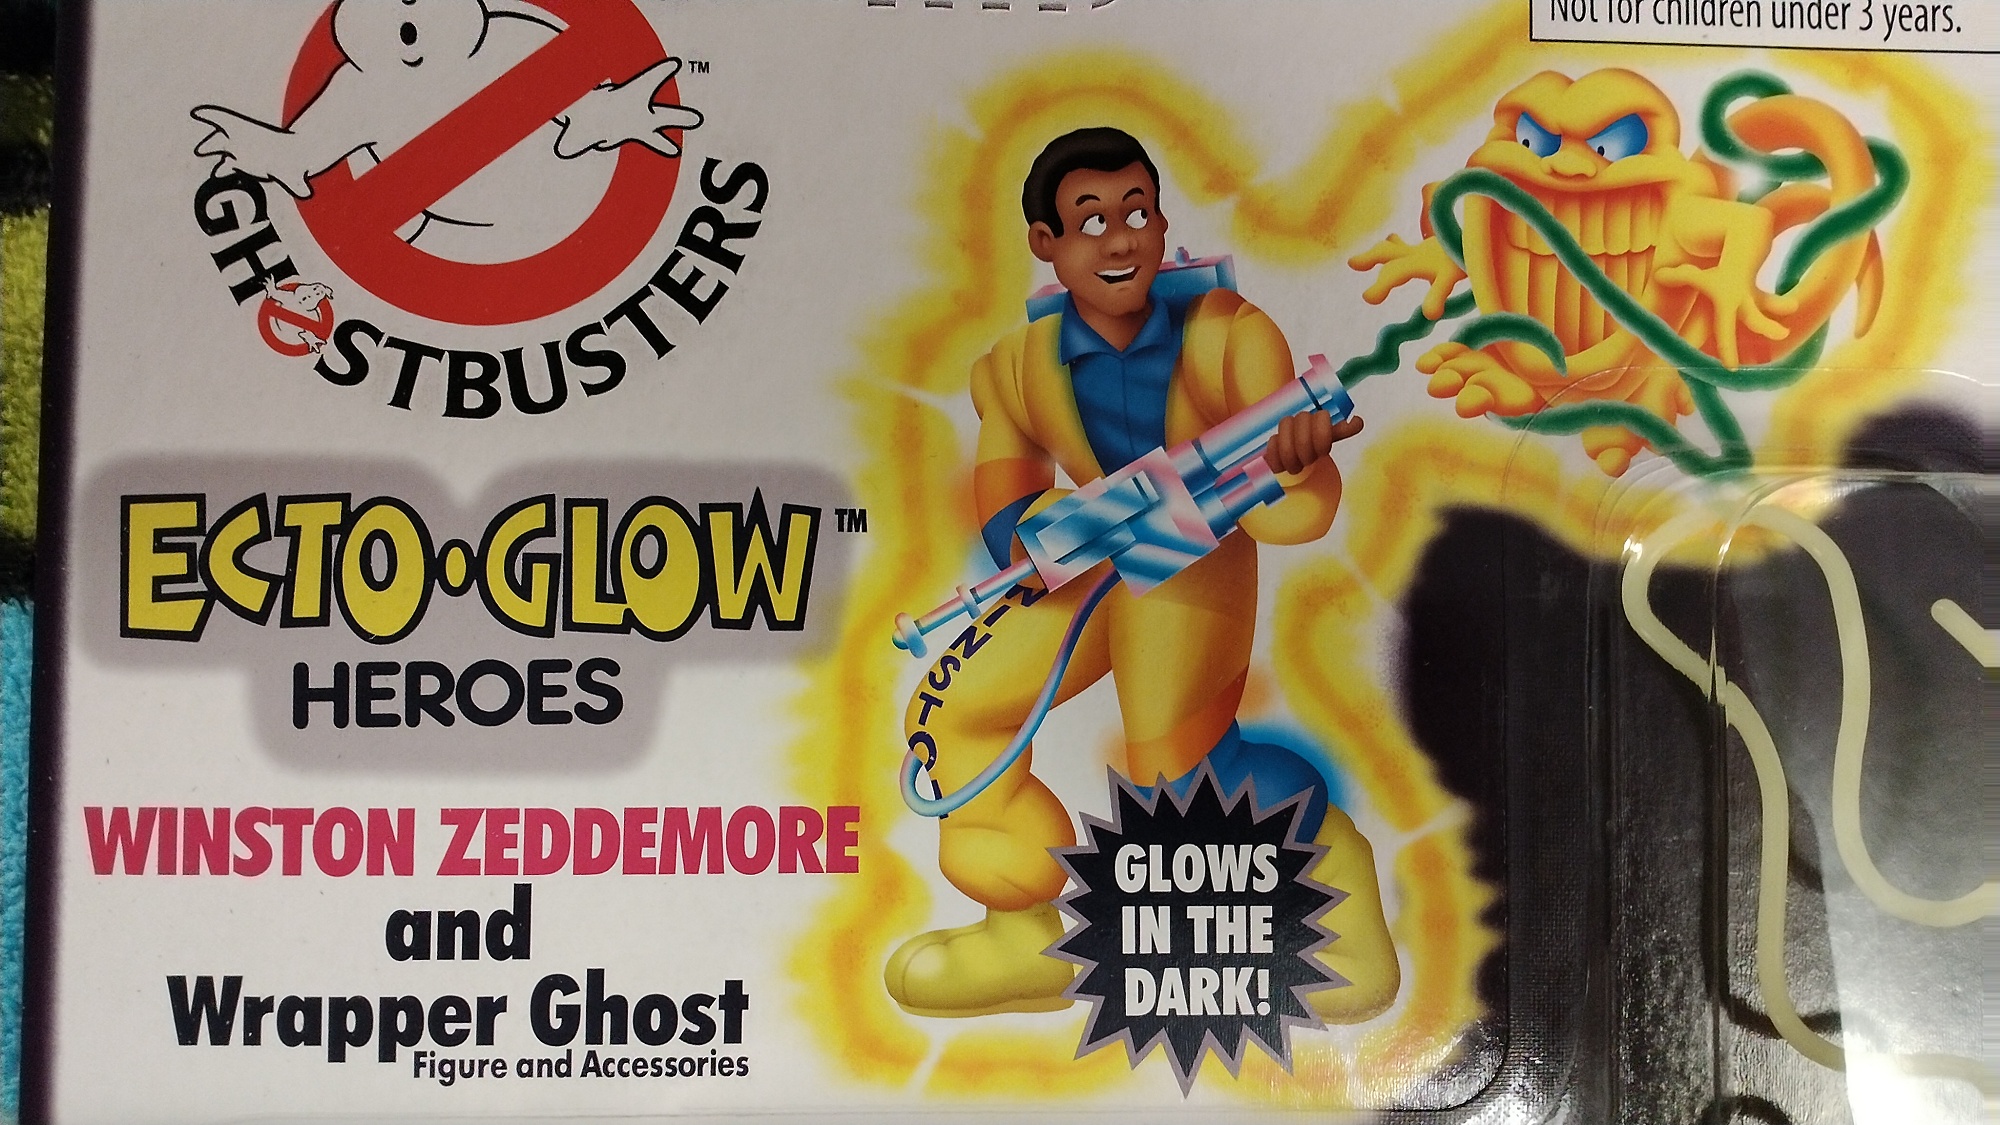 Not for children under 3 years.
TM
GHOSTBUSTERS
ECTO•GLOW TM
HEROES
WINSTON
WINSTON ZEDDEMORE
and
Wrapper Ghost
Figure and Accessories
GLOWS
IN THE
DARK!